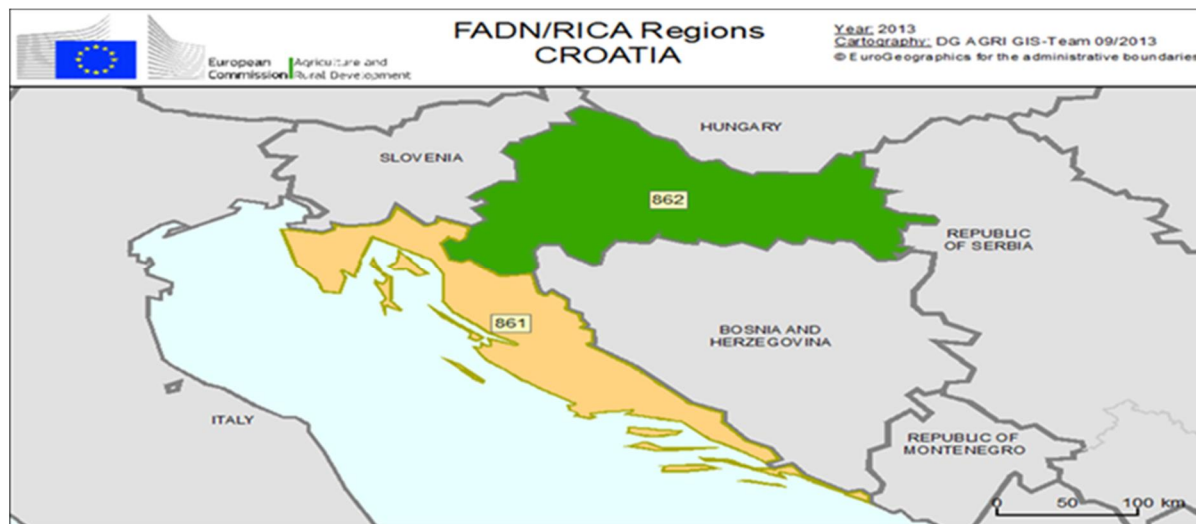 European
Commission
Agriculture and
Rural Development
FADN/RICA Regions
CROATIA
Year: 2013
Cartography: DG AGRI GIS-Team 09/2013
© EuroGeographics for the administrative boundaries
HUNGARY
SLOVENIA
862
REPUBLIC
OF SERBIA
861
BOSNIA AND
HERZEGOVINA
ITALY
REPUBLIC OF
MONTENEGRO
0 50 100 km